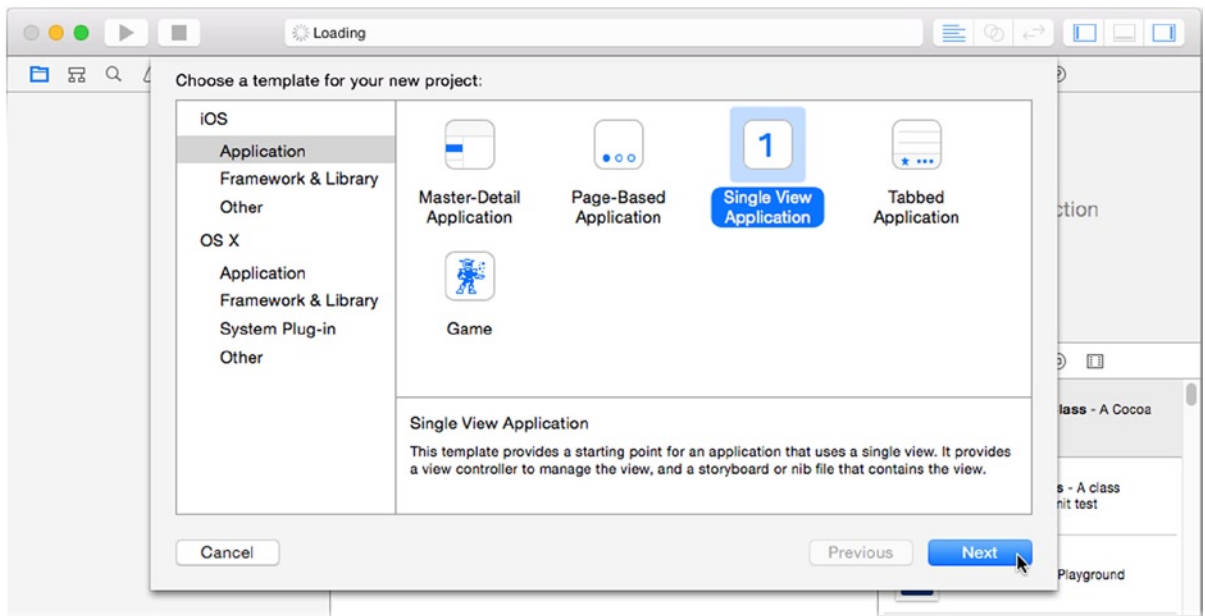 Loading
Choose a template for your new project:
iOS
Application
Framework & Library
Other
OS X
Application
Framework & Library
System Plug-in
Other
Master-Detail
Application
Page-Based
Application
1
Single View
Application
Tabbed
Application
Game
Single View Application
This template provides a starting point for an application that uses a single view. It provides
a view controller to manage the view, and a storyboard or nib file that contains the view.
Cancel
Previous
Next
ction
lass - A Cocoa
s - A class
nit test
Playground